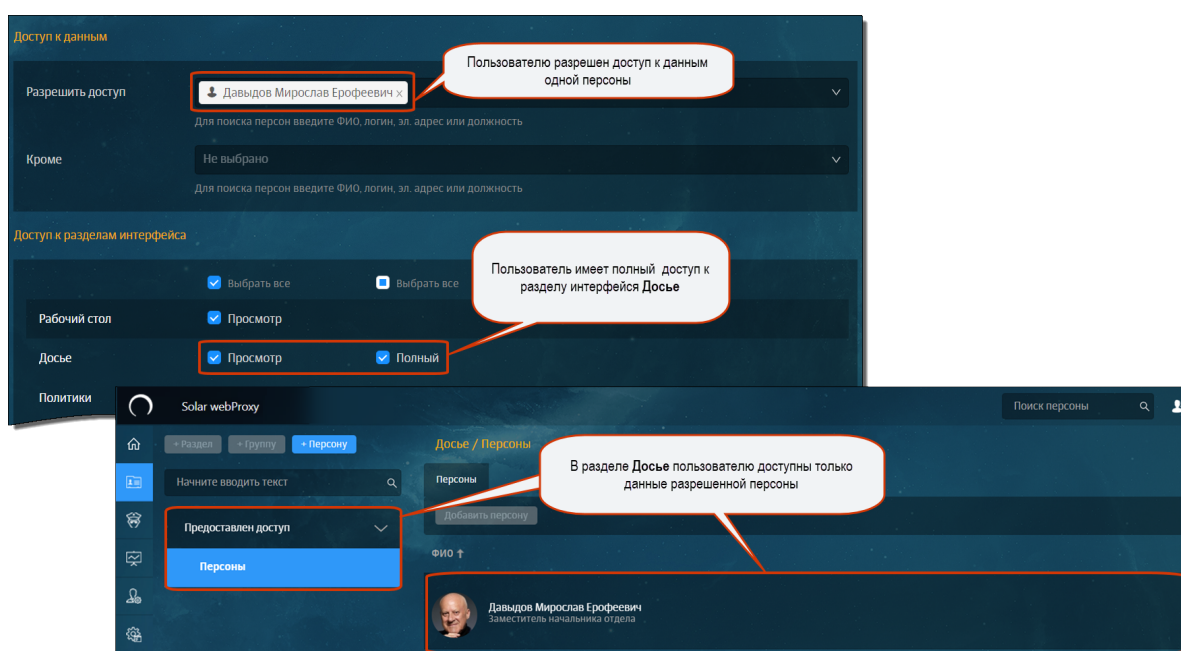 Доступ к данным
Пользователю разрешен доступ к данным
одной персоны
Разрешить доступ
Давыдов Мирослав Ерофеевич ×
Для поиска персон введите ФИО, логин, эл. адрес или должность
Кроме
Не выбрано
Для поиска персон введите ФИО, логин, эл. адрес или должность
Доступ к разделам интерфейса
Пользователь имеет полный доступ к
разделу интерфейса Досье
Выбрать все Выбрать все
Рабочий стол Просмотр
Досье Просмотр Полный
Политики
Solar webProxy
Поиск персоны
+ Раздел + Группу + Персону
Досье / Персоны
В разделе Досье пользователю доступны только
данные разрешенной персоны
Начните вводить текст
Персоны
Добавить персону
Предоставлен доступ
Персоны
ФИО ↑
Давыдов Мирослав Ерофеевич
Заместитель начальника отдела